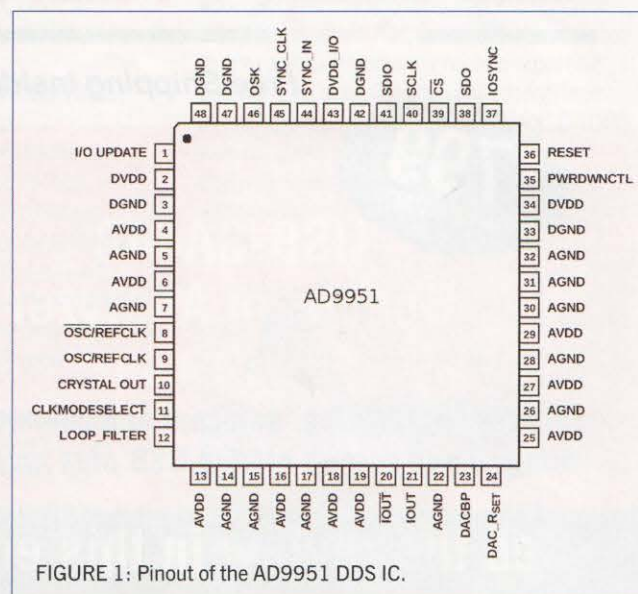 DGND
DGND
OSK
SYNC_CLK
SYNC_IN
DVDD_I/O
DGND
SDIO
SCLK
CS
SDO
IOSYNC
48 47 46 45 44 43 42 41 40 39 38 37
I/O UPDATE 1
DVDD 2
DGND 3
AVDD 4
AGND 5
AVDD 6
AGND 7
OSC/REFCLK 8
OSC/REFCLK 9
CRYSTAL OUT 10
CLKMODESELECT 11
LOOP_FILTER 12
AD9951
36 RESET
35 PWRDWNCTL
34 DVDD
33 DGND
32 AGND
31 AGND
30 AGND
29 AVDD
28 AGND
27 AVDD
26 AGND
25 AVDD
13 14 15 16 17 18 19 20 21 22 23 24
AVDD
AGND
AGND
AVDD
AGND
AVDD
AVDD
IOUT
IOUT
AGND
DACBP
DAC_RSET
FIGURE 1: Pinout of the AD9951 DDS IC.